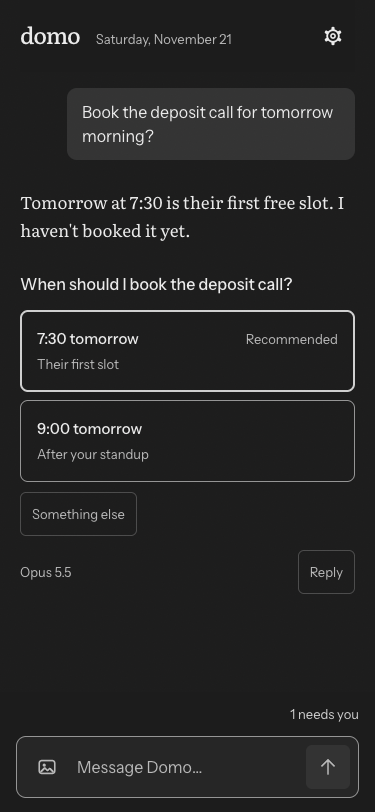 domo Saturday, November 21
Book the deposit call for tomorrow
morning?
Tomorrow at 7:30 is their first free slot. I
haven't booked it yet.
When should I book the deposit call?
7:30 tomorrow Recommended
Their first slot
9:00 tomorrow
After your standup
Something else
Opus 5.5 Reply
1 needs you
Message Domo...